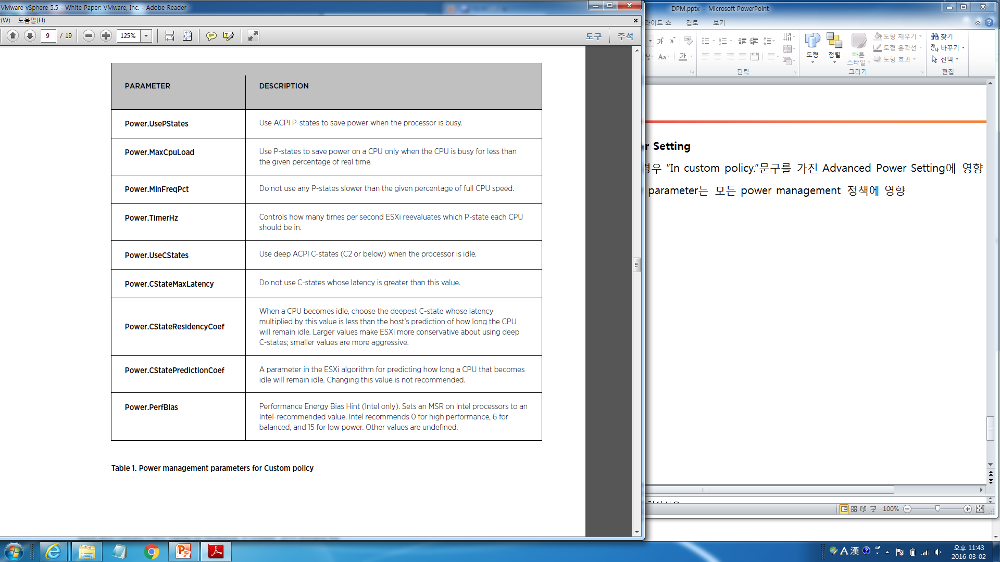 VMware vSphere 5.5 - White Paper: VMware, Inc. - Adobe Reader
(W) 도움말(H)
9 / 19
125%
도구 주석
PARAMETER DESCRIPTION
Power.UsePStates
Use ACPI P-states to save power when the processor is busy.
Power.MaxCpuLoad
Use P-states to save power on a CPU only when the CPU is busy for less than
the given percentage of real time.
Power.MinFreqPct
Do not use any P-states slower than the given percentage of full CPU speed.
Power.TimerHz
Controls how many times per second ESXi reevaluates which P-state each CPU
should be in.
Power.UseCStates
Use deep ACPI C-states (C2 or below) when the processor is idle.
Power.CStateMaxLatency
Do not use C-states whose latency is greater than this value.
Power.CStateResidencyCoef
When a CPU becomes idle, choose the deepest C-state whose latency
multiplied by this value is less than the host’s prediction of how long the CPU
will remain idle. Larger values make ESXi more conservative about using deep
C-states; smaller values are more aggressive.
Power.CStatePredictionCoef
A parameter in the ESXi algorithm for predicting how long a CPU that becomes
idle will remain idle. Changing this value is not recommended.
Power.PerfBias
Performance Energy Bias Hint (Intel only). Sets an MSR on Intel processors to an
Intel-recommended value. Intel recommends 0 for high performance, 6 for
balanced, and 15 for low power. Other values are undefined.
Table 1. Power management parameters for Custom policy
DPM.pptx - Microsoft PowerPoint
라이드 쇼 검토 보기
도형
정렬
빠른
스타일
도형 채우기
도형 윤곽선
도형 효과
찾기
바꾸기
선택
단락
그리기
편집
r Setting
경우 “In custom policy.”문구를 가진 Advanced Power Setting에 영향
parameter는 모든 power management 정책에 영향
100%
A 漢
오후 11:43
2016-03-02